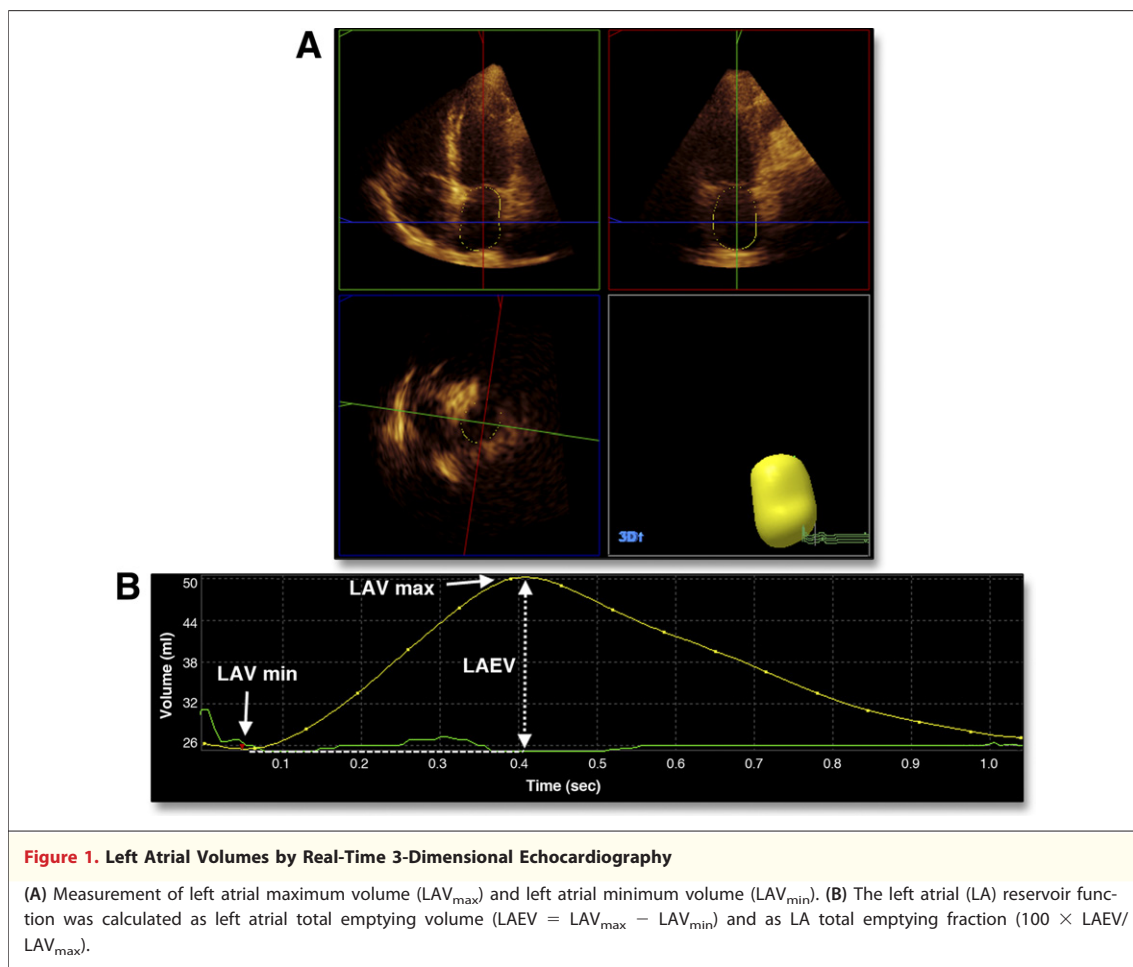 A
3D↑
B
LAV max
LAEV
LAV min
Volume (ml)
50
44
38
32
26
0.1 0.2 0.3 0.4 0.5 0.6 0.7 0.8 0.9 1.0
Time (sec)
Figure 1. Left Atrial Volumes by Real-Time 3-Dimensional Echocardiography
(A) Measurement of left atrial maximum volume (LAVmax) and left atrial minimum volume (LAVmin). (B) The left atrial (LA) reservoir func-
tion was calculated as left atrial total emptying volume (LAEV = LAVmax − LAVmin) and as LA total emptying fraction (100 × LAEV/
LAVmax).